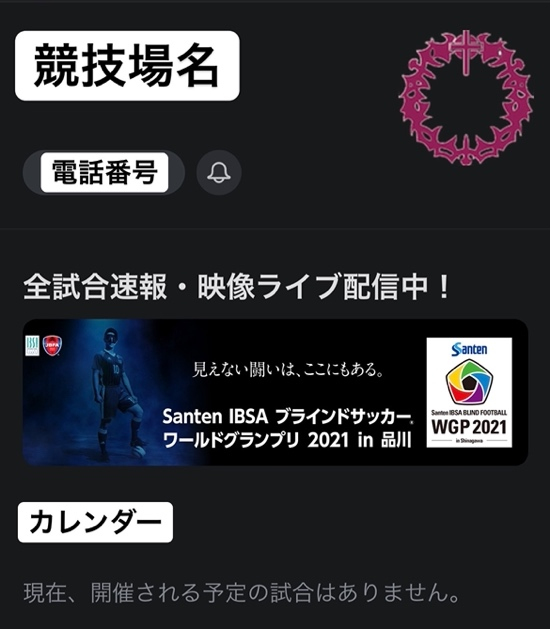 競技場名
電話番号
全試合速報・映像ライブ配信中！
見えない闘いは、ここにもある。
Santen IBSA ブラインドサッカー®
ワールドグランプリ 2021 in 品川
Santen
Santen IBSA BLIND FOOTBALL
WGP 2021
in Shinagawa
カレンダー
現在、開催される予定の試合はありません。